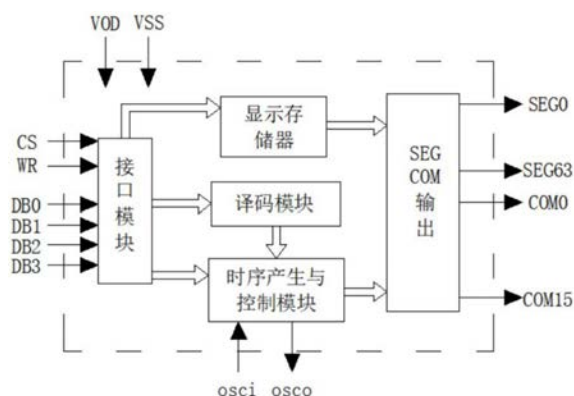 VOD VSS
CS
WR
DB0
DB1
DB2
DB3
接口模块
显示存
储器
译码模块
时序产生与
控制模块
SEG
COM
输出
SEG0
SEG63
COM0
COM15
osci osco